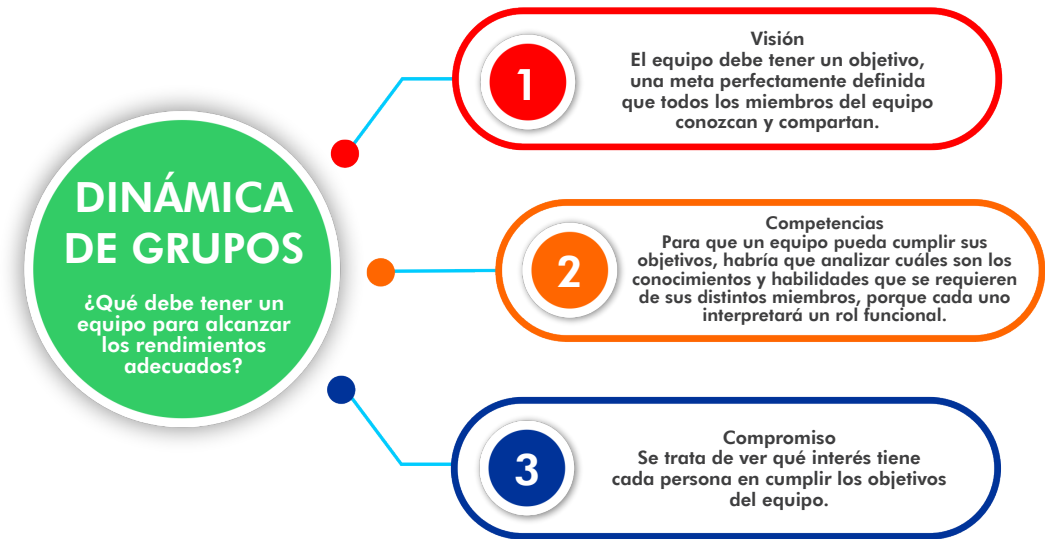 DINÁMICA
DE GRUPOS
¿Qué debe tener un
equipo para alcanzar
los rendimientos
adecuados?
1
Visión
El equipo debe tener un objetivo,
una meta perfectamente definida
que todos los miembros del equipo
conozcan y compartan.
2
Competencias
Para que un equipo pueda cumplir sus
objetivos, habría que analizar cuáles son los
conocimientos y habilidades que se requieren
de sus distintos miembros, porque cada uno
interpretará un rol funcional.
3
Compromiso
Se trata de ver qué interés tiene
cada persona en cumplir los objetivos
del equipo.